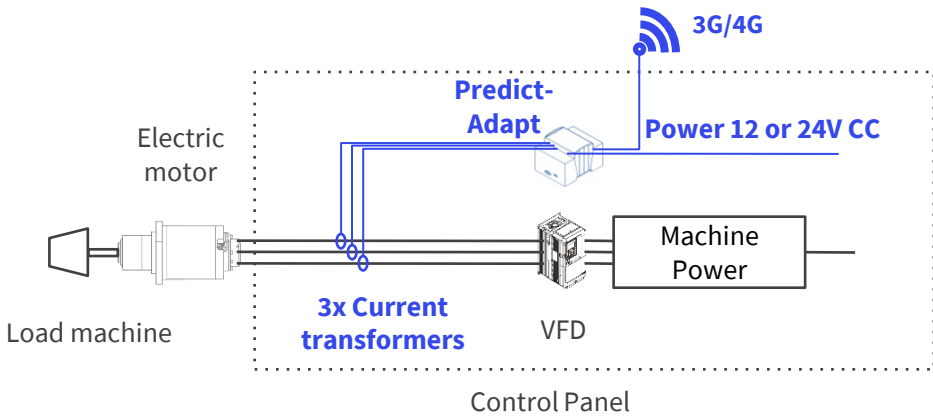 3G/4G
Predict-
Adapt
Power 12 or 24V CC
Electric
motor
Machine
Power
3x Current
transformers
VFD
Load machine
Control Panel